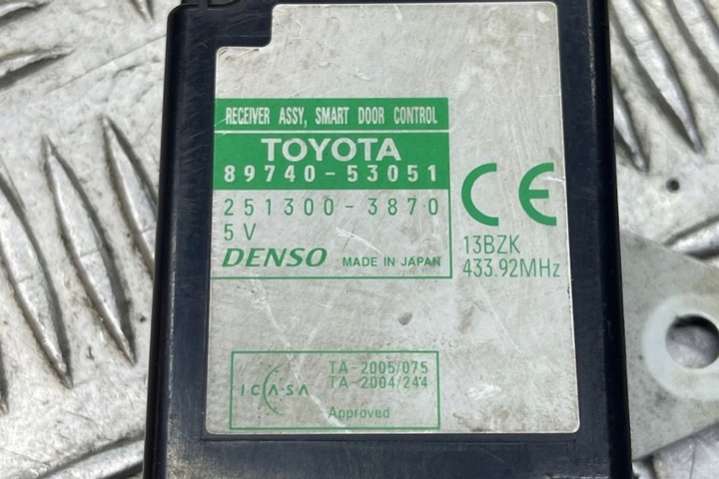 RECEIVER ASSY, SMART DOOR CONTROL
TOYOTA
89740-53051
251300-3870
5V
DENSO MADE IN JAPAN
CE
13BZK
433.92MHz
ICASA
TA-2005/075
TA-2004/244
Approved